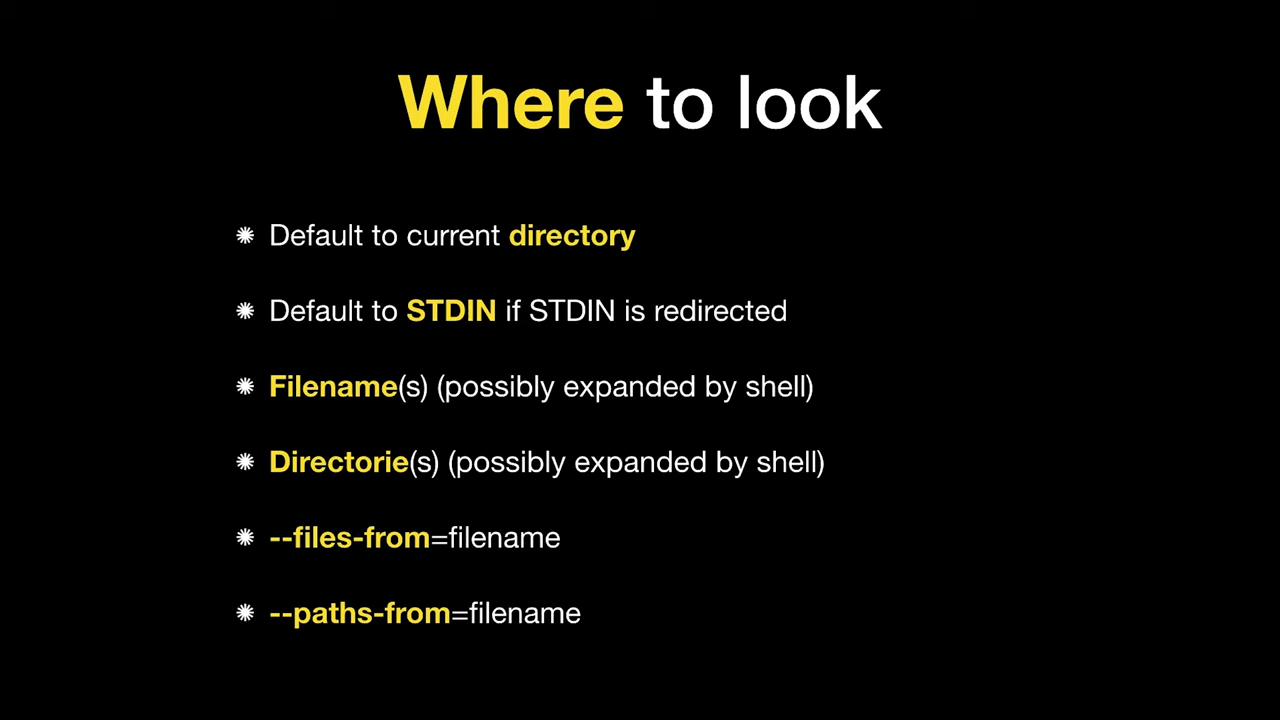 Where to look
Default to current directory
Default to STDIN if STDIN is redirected
Filename(s) (possibly expanded by shell)
Directorie(s) (possibly expanded by shell)
--files-from=filename
--paths-from=filename